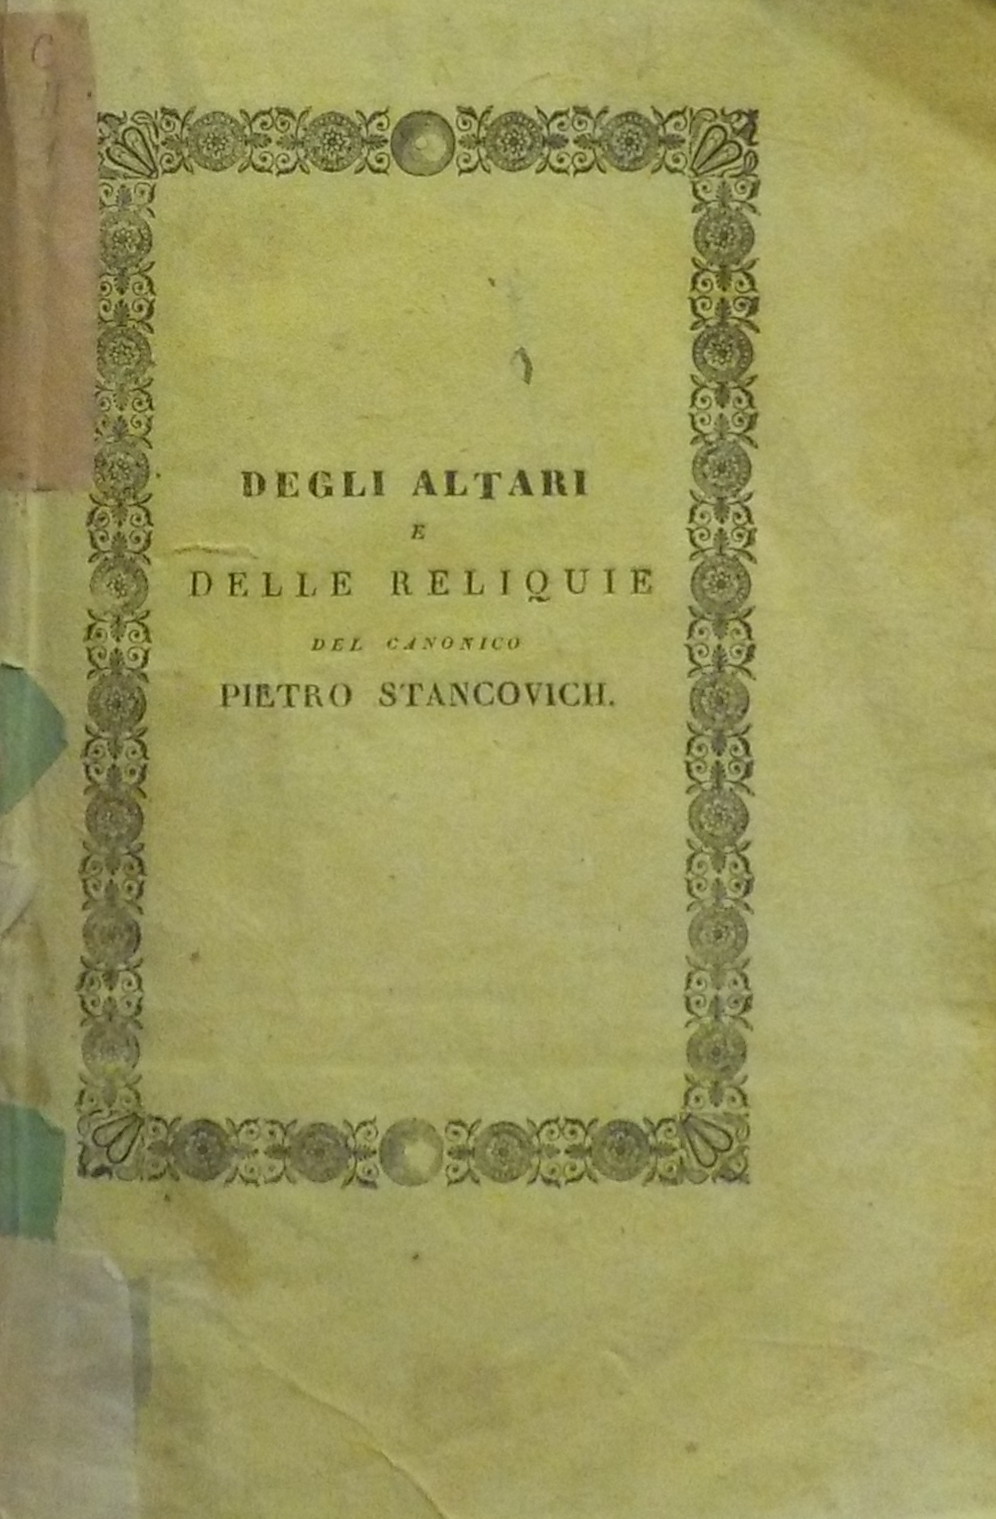 DEGLI ALTARI
E
DELLE RELIQUIE
DEL CANONICO
PIETRO STANCOVICH.